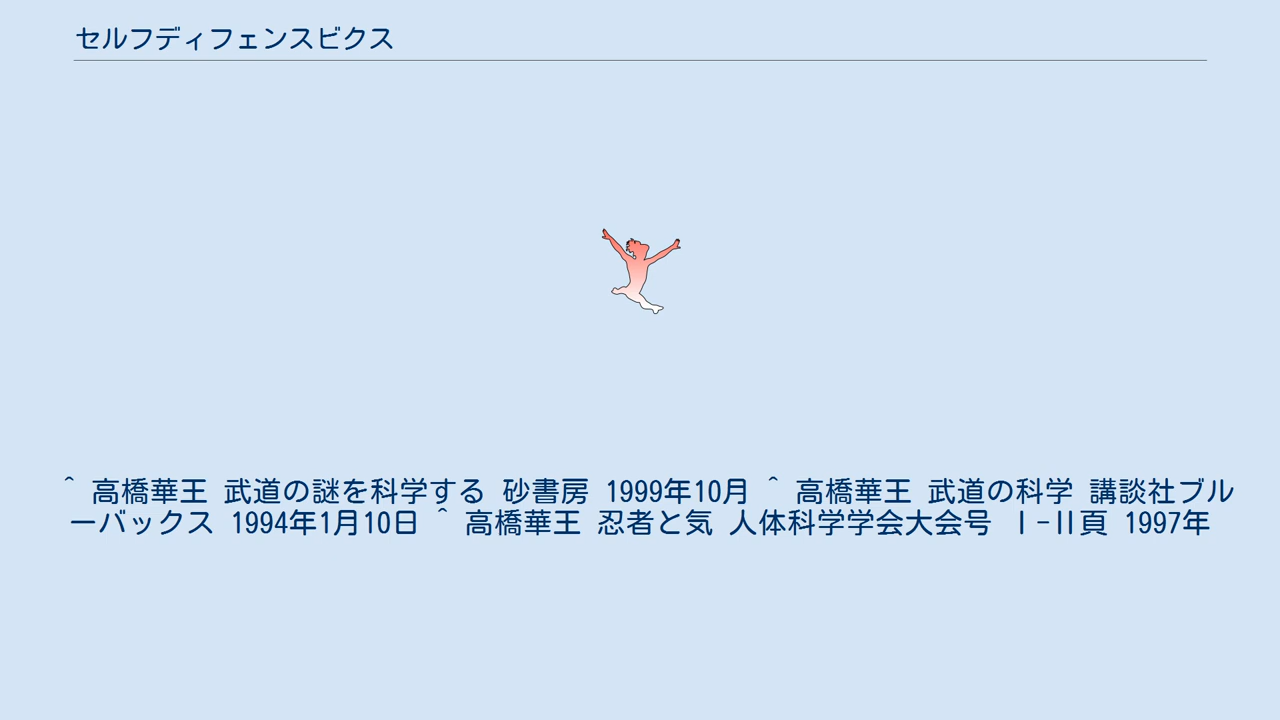 セルフディフェンスビクス
^ 高橋華王 武道の謎を科学する 砂書房 1999年10月 ^ 高橋華王 武道の科学 講談社ブル
ーバックス 1994年1月10日 ^ 高橋華王 忍者と気 人体科学学会大会号 Ⅰ-Ⅱ頁 1997年